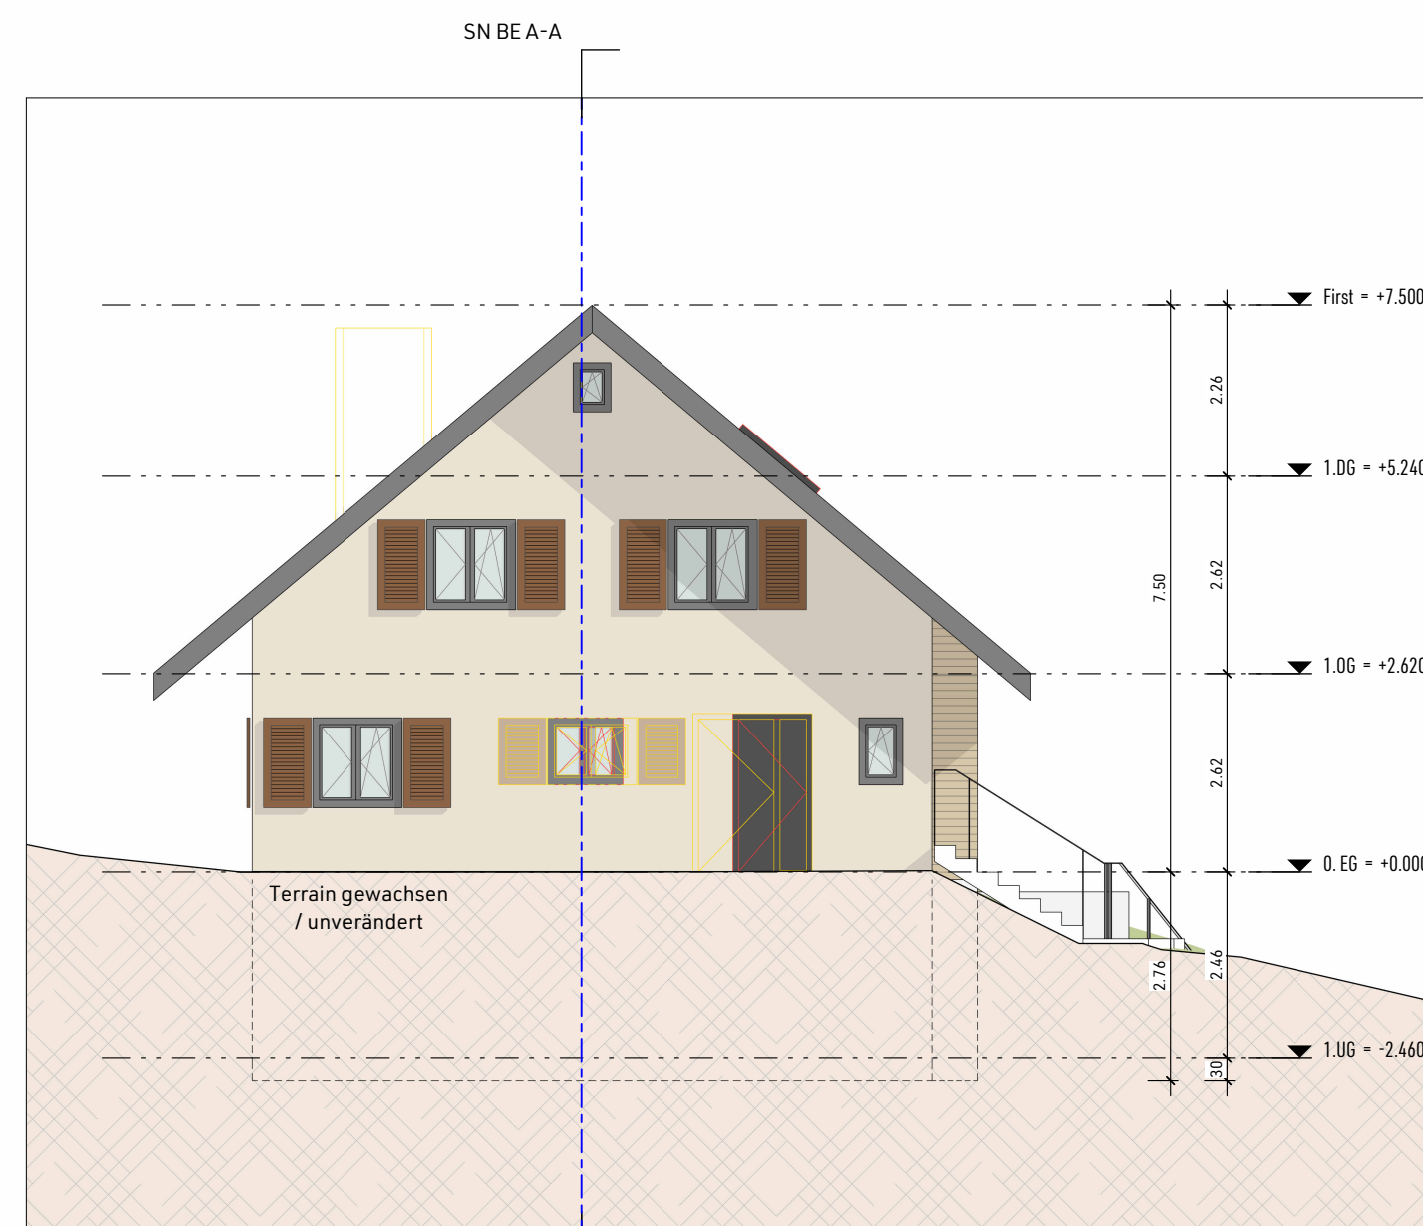 SN BE A-A
First = +7.500
2.26
1.DG = +5.240
2.62
7.50
1.OG = +2.620
2.62
0. EG = +0.000
Terrain gewachsen
/ unverändert
2.76
2.46
1.UG = -2.460
30